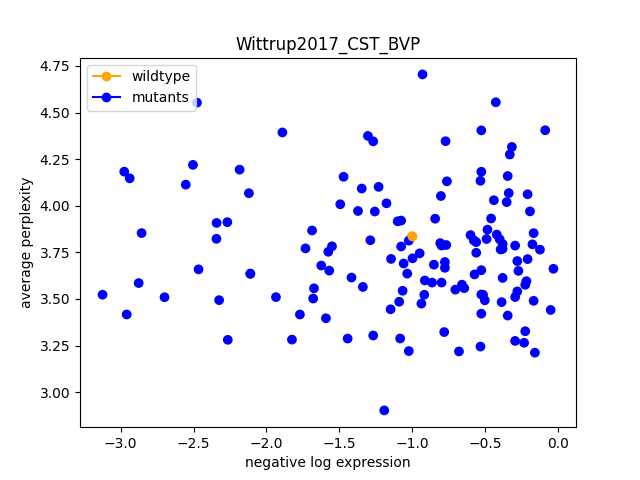 Wittrup2017_CST_BVP
wildtype
mutants
average perplexity
4.75
4.50
4.25
4.00
3.75
3.50
3.25
3.00
−3.0 −2.5 −2.0 −1.5 −1.0 −0.5 0.0
negative log expression